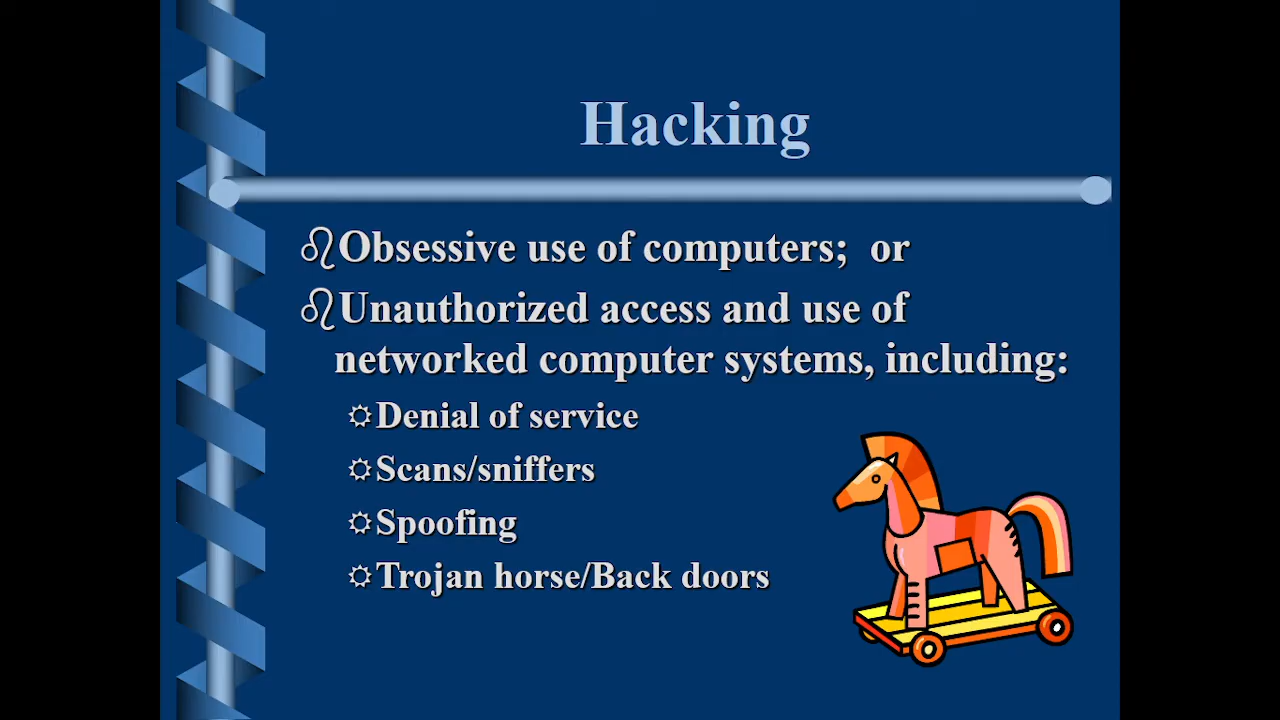 Hacking
Obsessive use of computers;  or
Unauthorized access and use of
networked computer systems, including:
Denial of service
Scans/sniffers
Spoofing
Trojan horse/Back doors